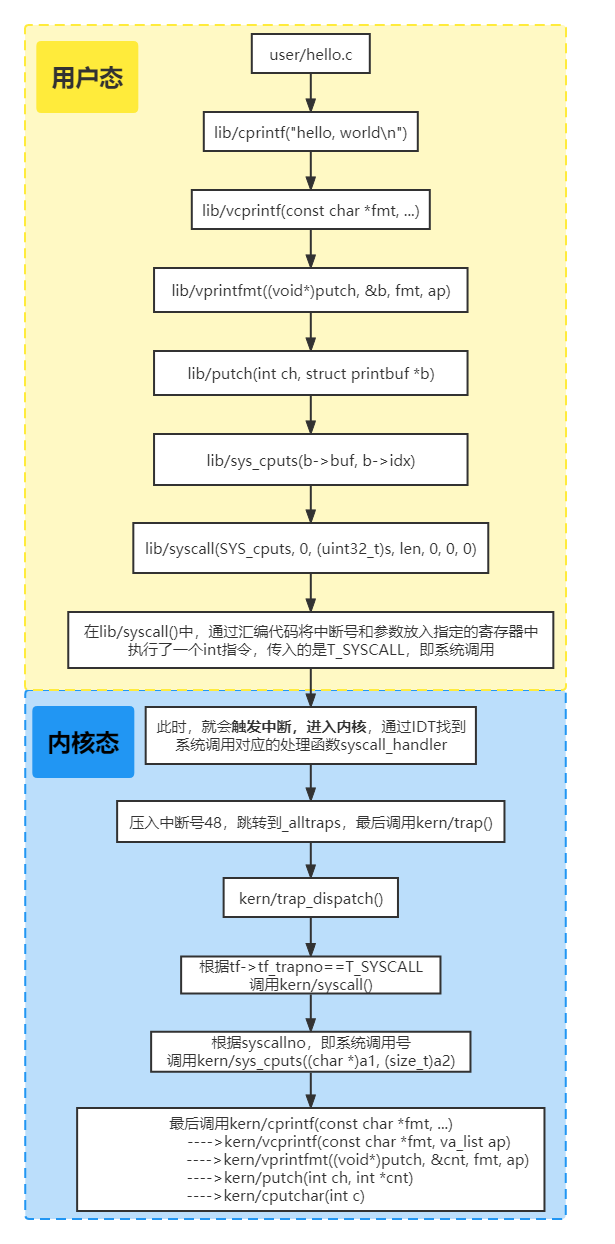 用户态
user/hello.c
lib/cprintf("hello, world\n")
lib/vcprintf(const char *fmt, ...)
lib/vprintfmt((void*)putch, &b, fmt, ap)
lib/putch(int ch, struct printbuf *b)
lib/sys_cputs(b->buf, b->idx)
lib/syscall(SYS_cputs, 0, (uint32_t)s, len, 0, 0, 0)
在lib/syscall()中，通过汇编代码将中断号和参数放入指定的寄存器中
执行了一个int指令，传入的是T_SYSCALL，即系统调用
内核态
此时，就会触发中断，进入内核，通过IDT找到
系统调用对应的处理函数syscall_handler
压入中断号48，跳转到_alltraps，最后调用kern/trap()
kern/trap_dispatch()
根据tf->tf_trapno==T_SYSCALL
调用kern/syscall()
根据syscallno，即系统调用号
调用kern/sys_cputs((char *)a1, (size_t)a2)
最后调用kern/cprintf(const char *fmt, ...)
---->kern/vcprintf(const char *fmt, va_list ap)
---->kern/vprintfmt((void*)putch, &cnt, fmt, ap)
---->kern/putch(int ch, int *cnt)
---->kern/cputchar(int c)